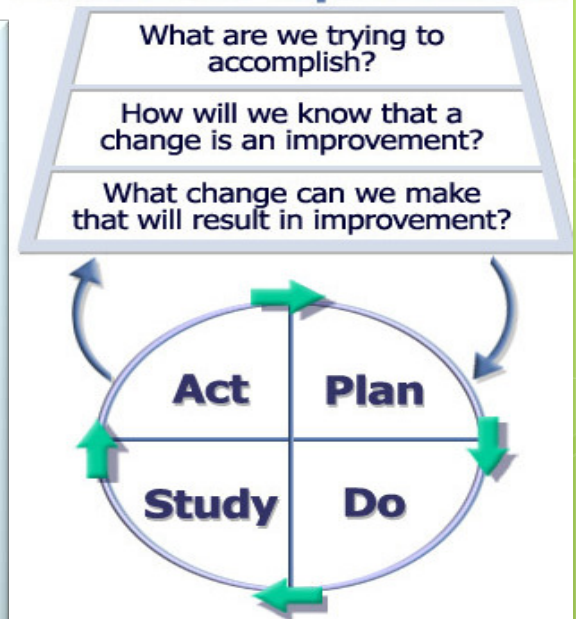 What are we trying to
accomplish?
How will we know that a
change is an improvement?
What change can we make
that will result in improvement?
Act
Plan
Study
Do